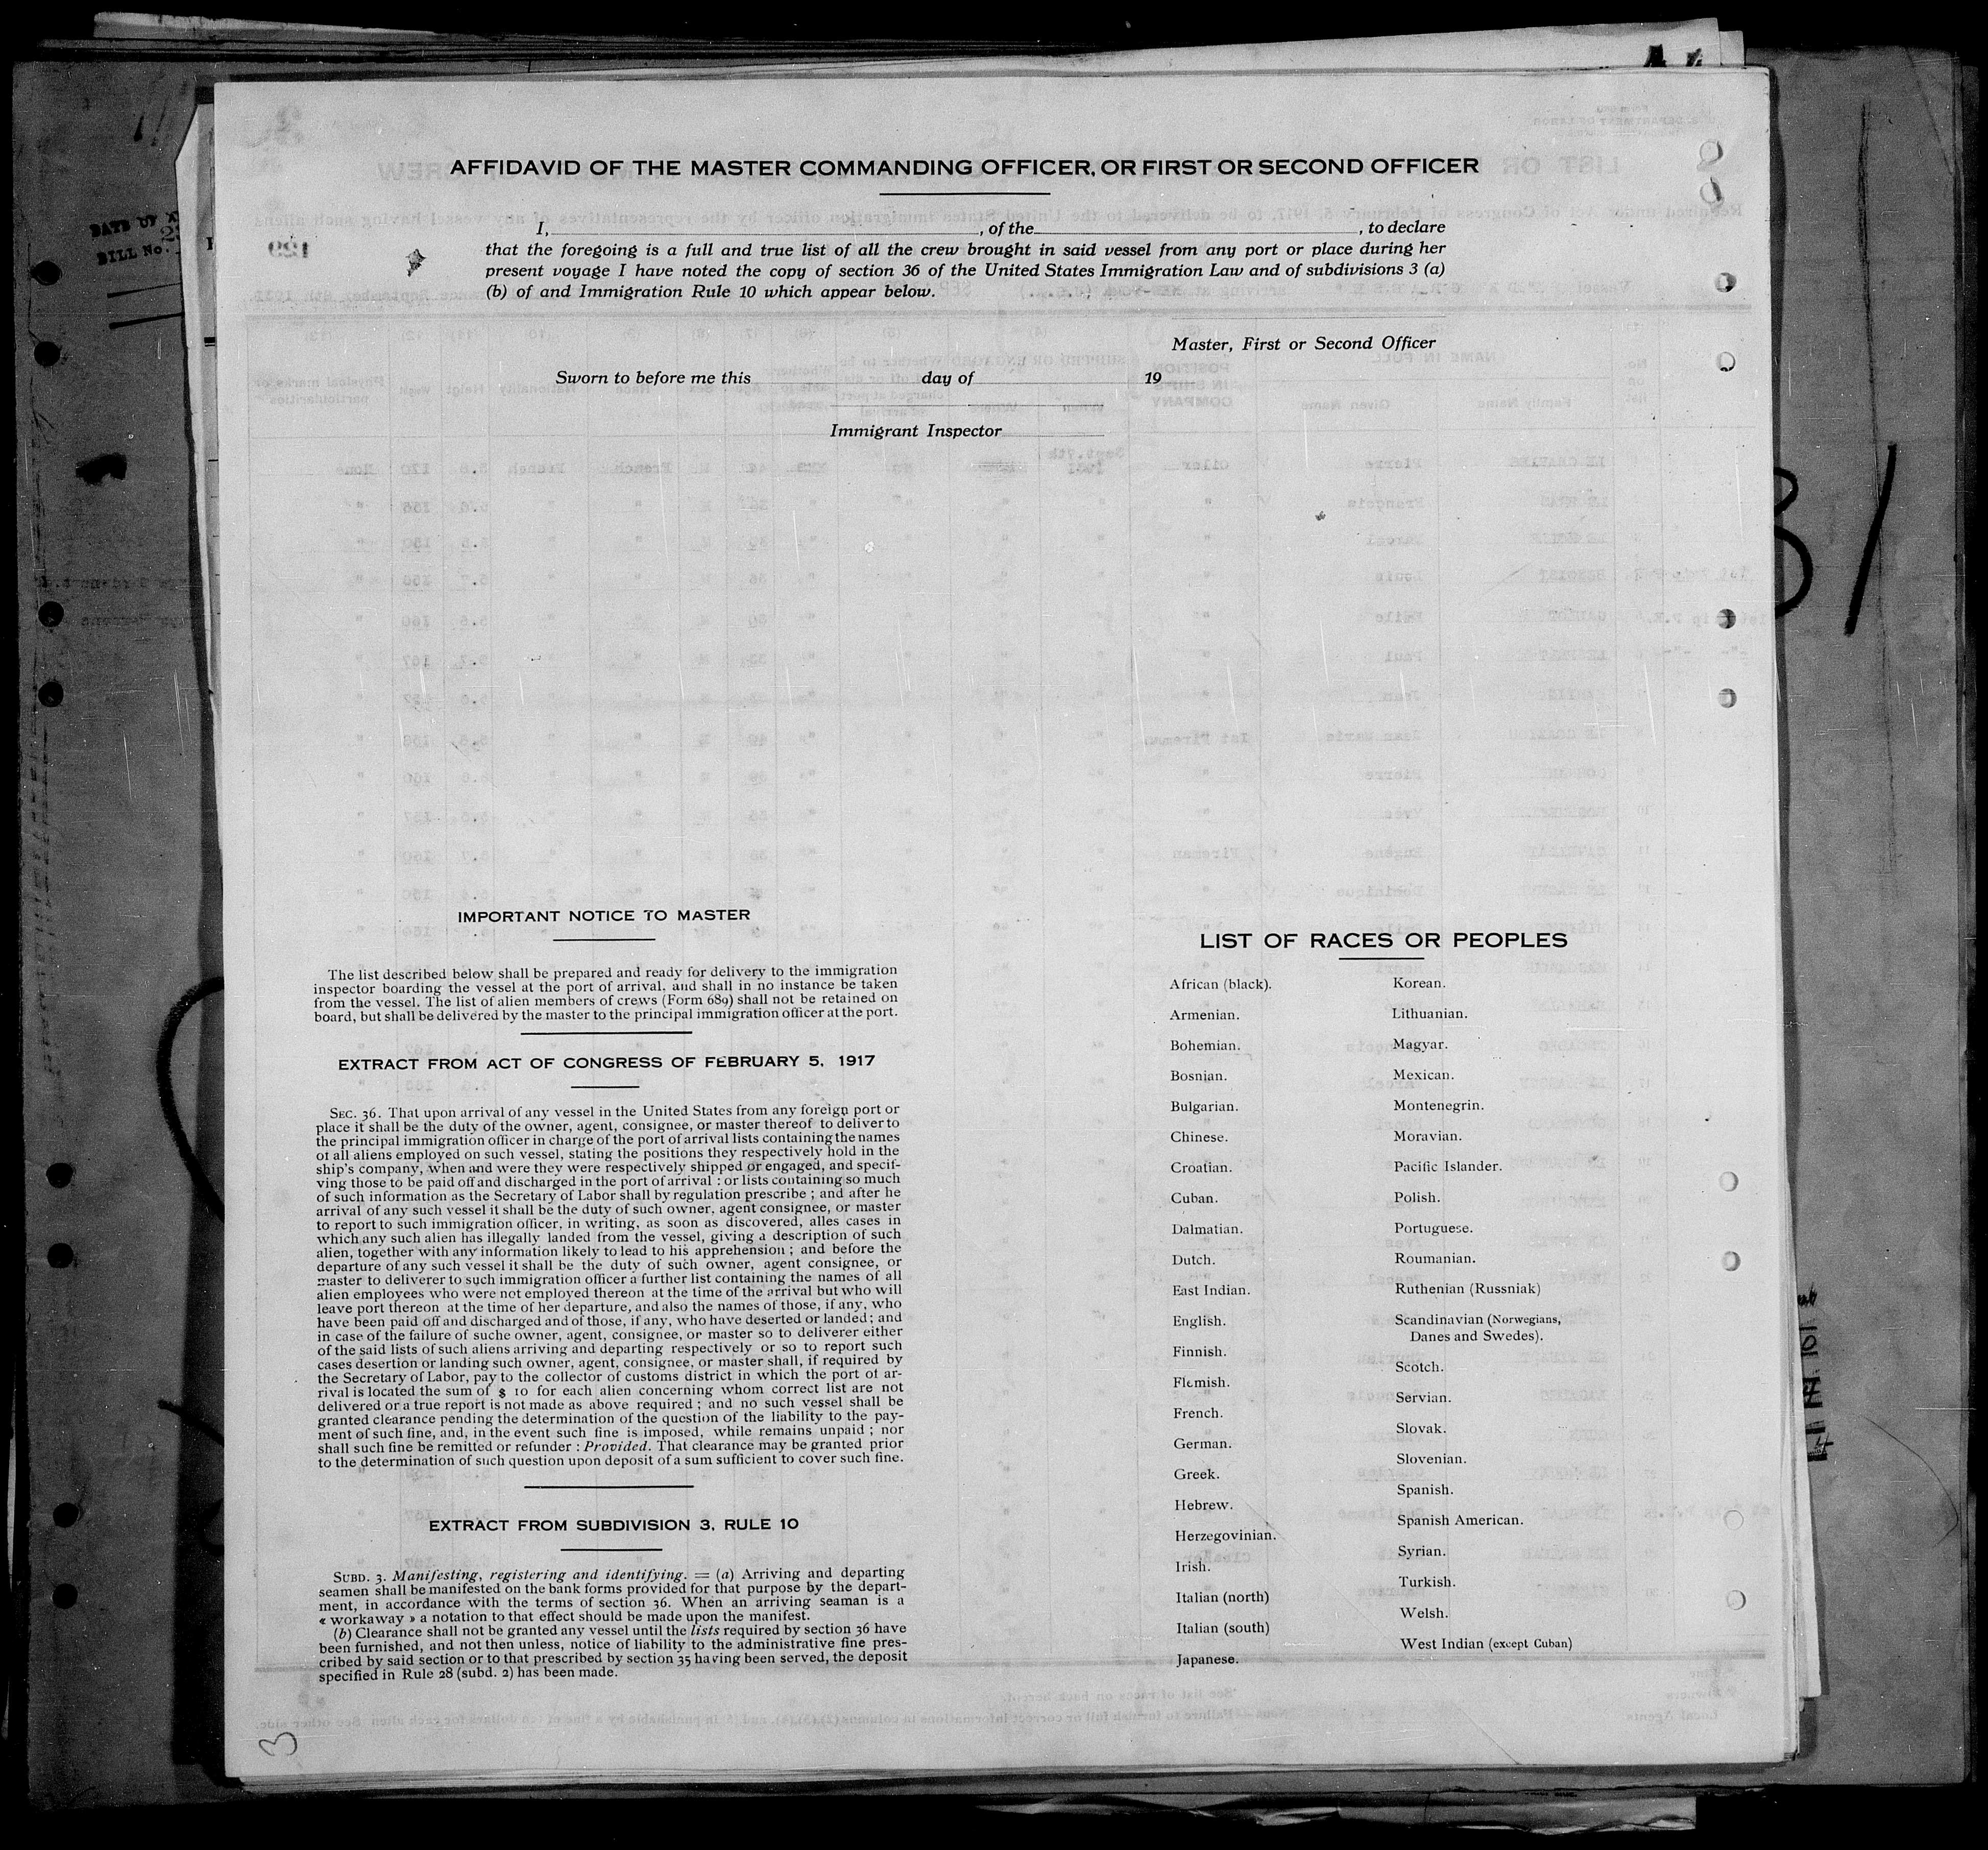 AFFIDAVID OF THE MASTER COMMANDING OFFICER, OR FIRST OR SECOND OFFICER
I, , of the , to declare
that the foregoing is a full and true list of all the crew brought in said vessel from any port or place during her
present voyage I have noted the copy of section 36 of the United States Immigration Law and of subdivisions 3 (a)
(b) of and Immigration Rule 10 which appear below.
Master, First or Second Officer
Sworn to before me this day of 19
Immigrant Inspector
IMPORTANT NOTICE TO MASTER
The list described below shall be prepared and ready for delivery to the immigration
inspector boarding the vessel at the port of arrival, and shall in no instance be taken
from the vessel. The list of alien members of crews (Form 689) shall not be retained on
board, but shall be delivered by the master to the principal immigration officer at the port.
EXTRACT FROM ACT OF CONGRESS OF FEBRUARY 5, 1917
SEC. 36. That upon arrival of any vessel in the United States from any foreign port or
place it shall be the duty of the owner, agent, consignee, or master thereof to deliver to
the principal immigration officer in charge of the port of arrival lists containing the names
of all aliens employed on such vessel, stating the positions they respectively hold in the
ship's company, when and were they were respectively shipped or engaged, and specif-
ving those to be paid off and discharged in the port of arrival : or lists containing so much
of such information as the Secretary of Labor shall by regulation prescribe ; and after he
arrival of any such vessel it shall be the duty of such owner, agent consignee, or master
to report to such immigration officer, in writing, as soon as discovered, alles cases in
which any such alien has illegally landed from the vessel, giving a description of such
alien, together with any information likely to lead to his apprehension ; and before the
departure of any such vessel it shall be the duty of such owner, agent consignee, or
master to deliverer to such immigration officer a further list containing the names of all
alien employees who were not employed thereon at the time of the arrival but who will
leave port thereon at the time of her departure, and also the names of those, if any, who
have been paid off and discharged and of those, if any, who have deserted or landed ; and
in case of the failure of suche owner, agent, consignee, or master so to deliverer either
of the said lists of such aliens arriving and departing respectively or so to report such
cases desertion or landing such owner, agent, consignee, or master shall, if required by
the Secretary of Labor, pay to the collector of customs district in which the port of ar-
rival is located the sum of $ 10 for each alien concerning whom correct list are not
delivered or a true report is not made as above required ; and no such vessel shall be
granted clearance pending the determination of the question of the liability to the pay-
ment of such fine, and, in the event such fine is imposed, while remains unpaid ; nor
shall such fine be remitted or refunder : Provided. That clearance may be granted prior
to the determination of such question upon deposit of a sum sufficient to cover such fine.
EXTRACT FROM SUBDIVISION 3, RULE 10
SUBD. 3. Manifesting, registering and identifying. = (a) Arriving and departing
seamen shall be manifested on the bank forms provided for that purpose by the depart-
ment, in accordance with the terms of section 36. When an arriving seaman is a
« workaway » a notation to that effect should be made upon the manifest.
(b) Clearance shall not be granted any vessel until the lists required by section 36 have
been furnished, and not then unless, notice of liability to the administrative fine pres-
cribed by said section or to that prescribed by section 35 having been served, the deposit
specified in Rule 28 (subd. 2) has been made.
3
LIST OF RACES OR PEOPLES
African (black).
Armenian.
Bohemian.
Bosnian.
Bulgarian.
Chinese.
Croatian.
Cuban.
Dalmatian.
Dutch.
East Indian.
English.
Finnish.
Flemish.
French.
German.
Greek.
Hebrew.
Herzegovinian.
Irish.
Italian (north)
Italian (south)
Japanese.
Korean.
Lithuanian.
Magyar.
Mexican.
Montenegrin.
Moravian.
Pacific Islander.
Polish.
Portuguese.
Roumanian.
Ruthenian (Russniak)
Scandinavian (Norwegians,
Danes and Swedes).
Scotch.
Servian.
Slovak.
Slovenian.
Spanish.
Spanish American.
Syrian.
Turkish.
Welsh.
West Indian (except Cuban)
DATE OF
BILL No.